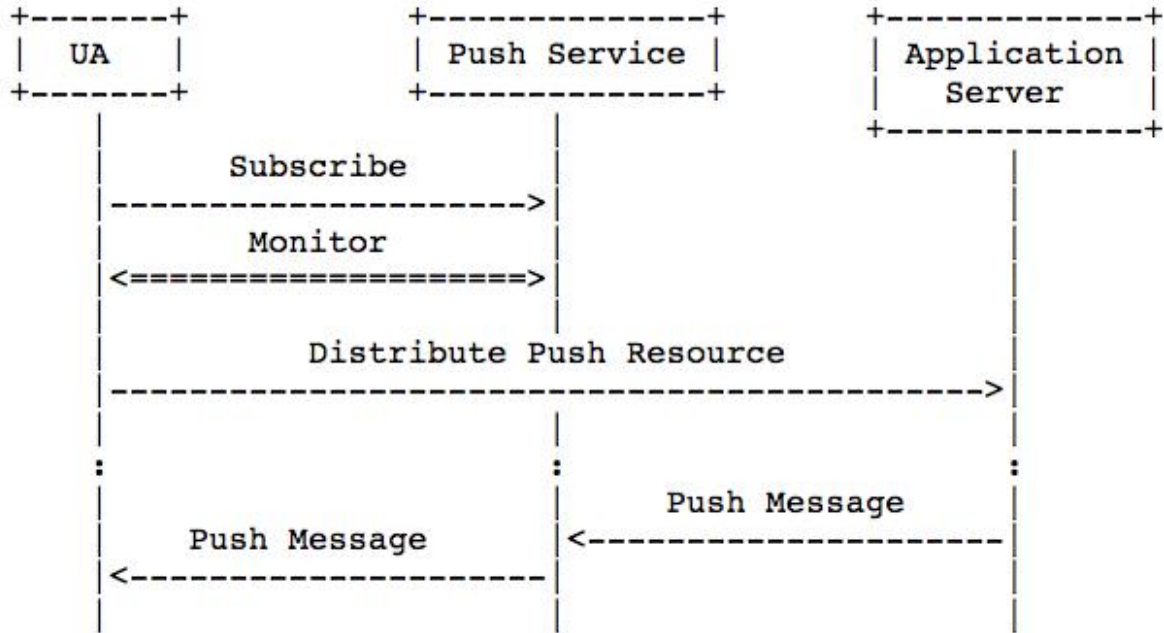 UA
Push Service
Application
Server
Subscribe
Monitor
Distribute Push Resource
Push Message
Push Message